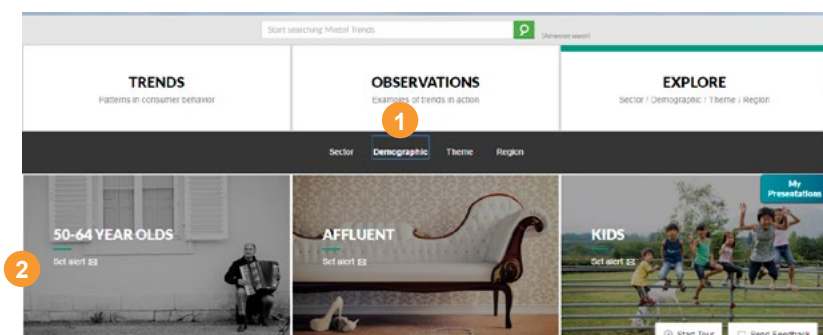 Start searching Mintel Trends
[Advanced search]
TRENDS
Patterns in consumer behavior
OBSERVATIONS
Examples of trends in action
EXPLORE
Sector / Demographic / Theme / Region
1
Sector Demographic Theme Region
My
Presentations
50-64 YEAR OLDS
Set alert
AFFLUENT
Set alert
KIDS
Set alert
2
Start Tour Send Feedback